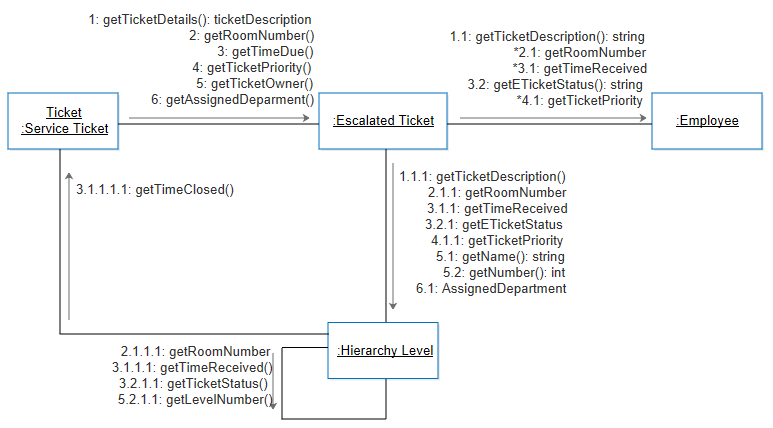 1: getTicketDetails(): ticketDescription
2: getRoomNumber()
3: getTimeDue()
4: getTicketPriority()
5: getTicketOwner()
6: getAssignedDeparment()
1.1: getTicketDescription(): string
*2.1: getRoomNumber
*3.1: getTimeReceived
3.2: getETicketStatus(): string
*4.1: getTicketPriority
Ticket
:Service Ticket
:Escalated Ticket
:Employee
3.1.1.1.1: getTimeClosed()
1.1.1: getTicketDescription()
2.1.1: getRoomNumber
3.1.1: getTimeReceived
3.2.1: getETicketStatus
4.1.1: getTicketPriority
5.1: getName(): string
5.2: getNumber(): int
6.1: AssignedDepartment
:Hierarchy Level
2.1.1.1: getRoomNumber
3.1.1.1: getTimeReceived()
3.2.1.1: getTicketStatus()
5.2.1.1: getLevelNumber()